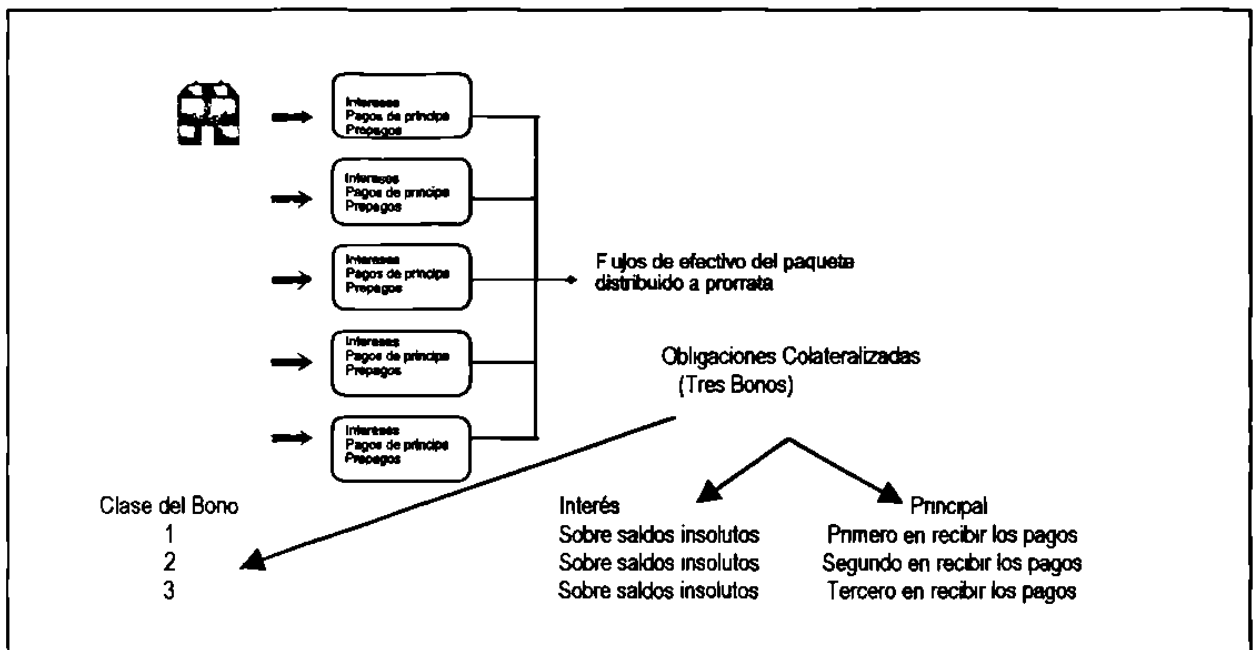 Intereses
Pagos de principa
Prepagos
Intereses
Pagos de principa
Prepagos
Intereses
Pagos de principa
Prepagos
Intereses
Pagos de principa
Prepagos
Intereses
Pagos de principa
Prepagos
F ujos de efectivo del paquete
distribuido a prorrata
Obligaciones Colateralizadas
(Tres Bonos)
Clase del Bono Interés Principal
1 Sobre saldos insolutos Primero en recibir los pagos
2 Sobre saldos insolutos Segundo en recibir los pagos
3 Sobre saldos insolutos Tercero en recibir los pagos